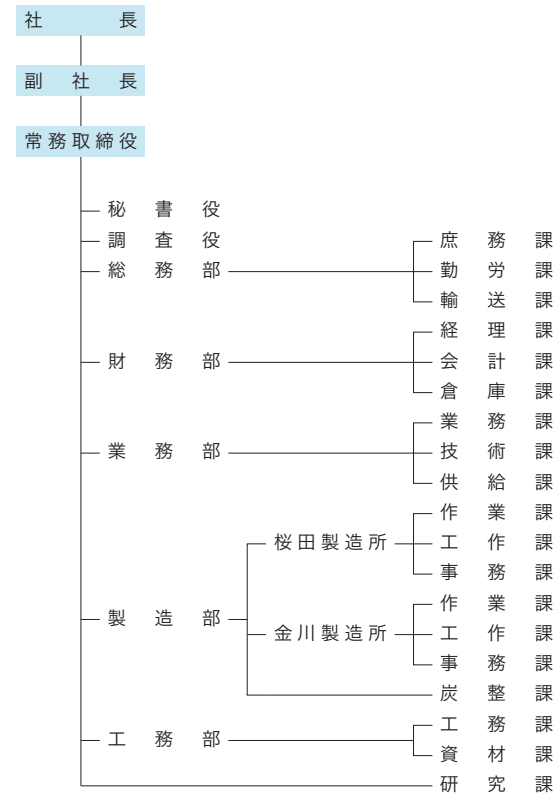 社長
副社長
常務取締役
秘書役
調査役
庶務課
総務部
勤労課
輸送課
経理課
財務部
会計課
倉庫課
業務課
業務部
技術課
供給課
作業課
桜田製造所
工作課
事務課
作業課
製造部
金川製造所
工作課
事務課
炭整課
工務課
工務部
資材課
研究課